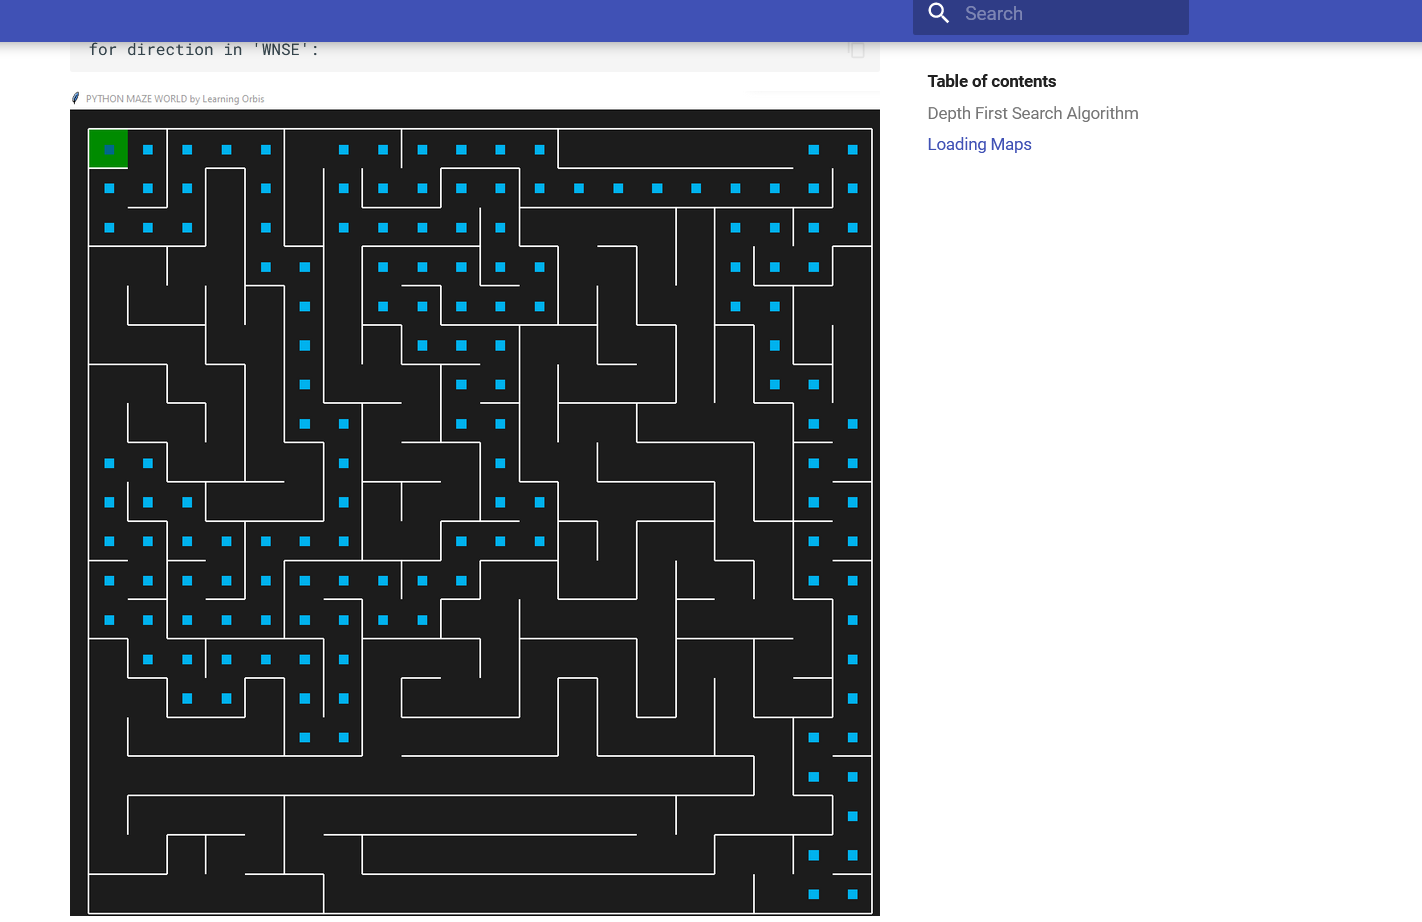 Search
for direction in 'WNSE':
PYTHON MAZE WORLD by Learning Orbis
Table of contents
Depth First Search Algorithm
Loading Maps